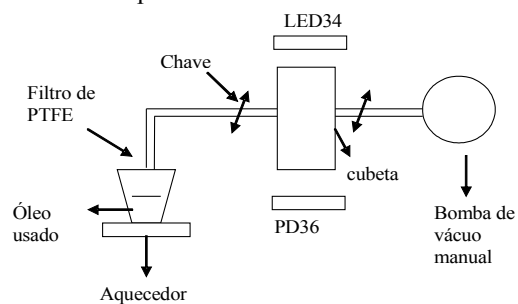 LED34
Chave
Filtro de
PTFE
cubeta
Óleo
usado
PD36
Bomba de
vácuo
manual
Aquecedor